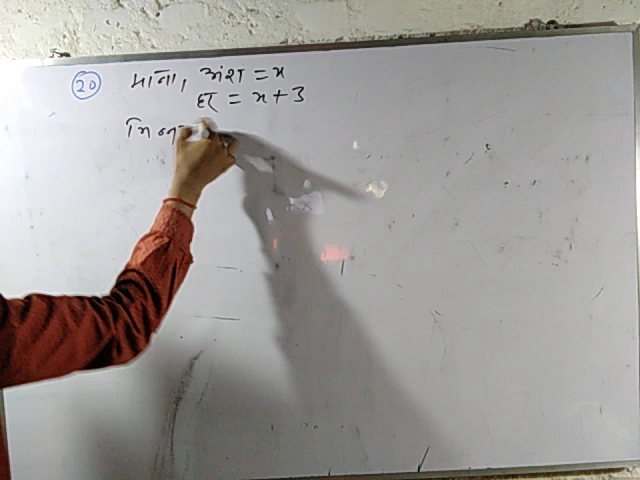 20 माना, अंश = x
हर = x + 3
भिन्न